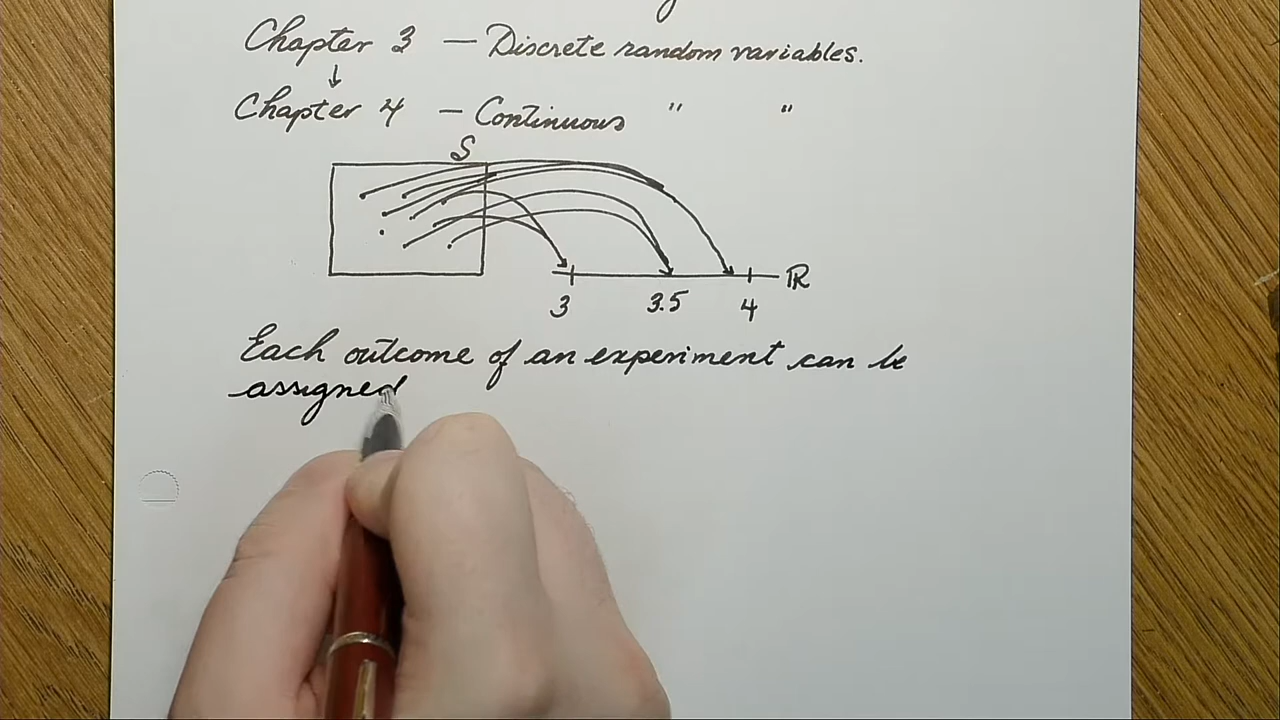 Chapter 3 — Discrete random variables.
↓
Chapter 4 — Continuous " "
S
ℝ
3 3.5 4
Each outcome of an experiment can be
assigned